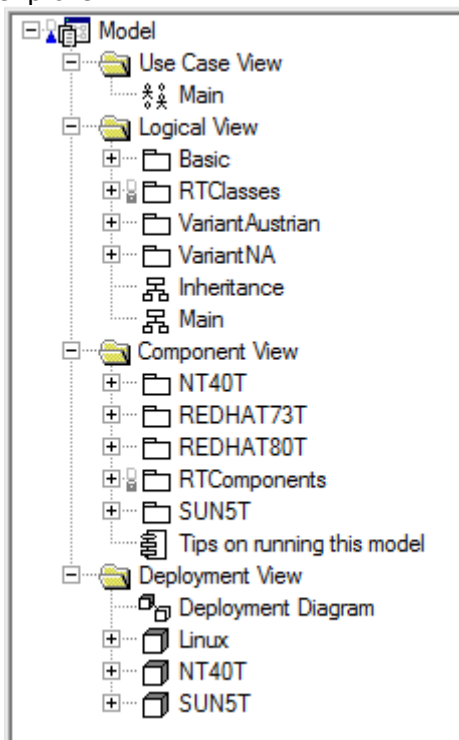 Model
Use Case View
Main
Logical View
Basic
RTClasses
VariantAustrian
VariantNA
Inheritance
Main
Component View
NT40T
REDHAT73T
REDHAT80T
RTComponents
SUN5T
Tips on running this model
Deployment View
Deployment Diagram
Linux
NT40T
SUN5T